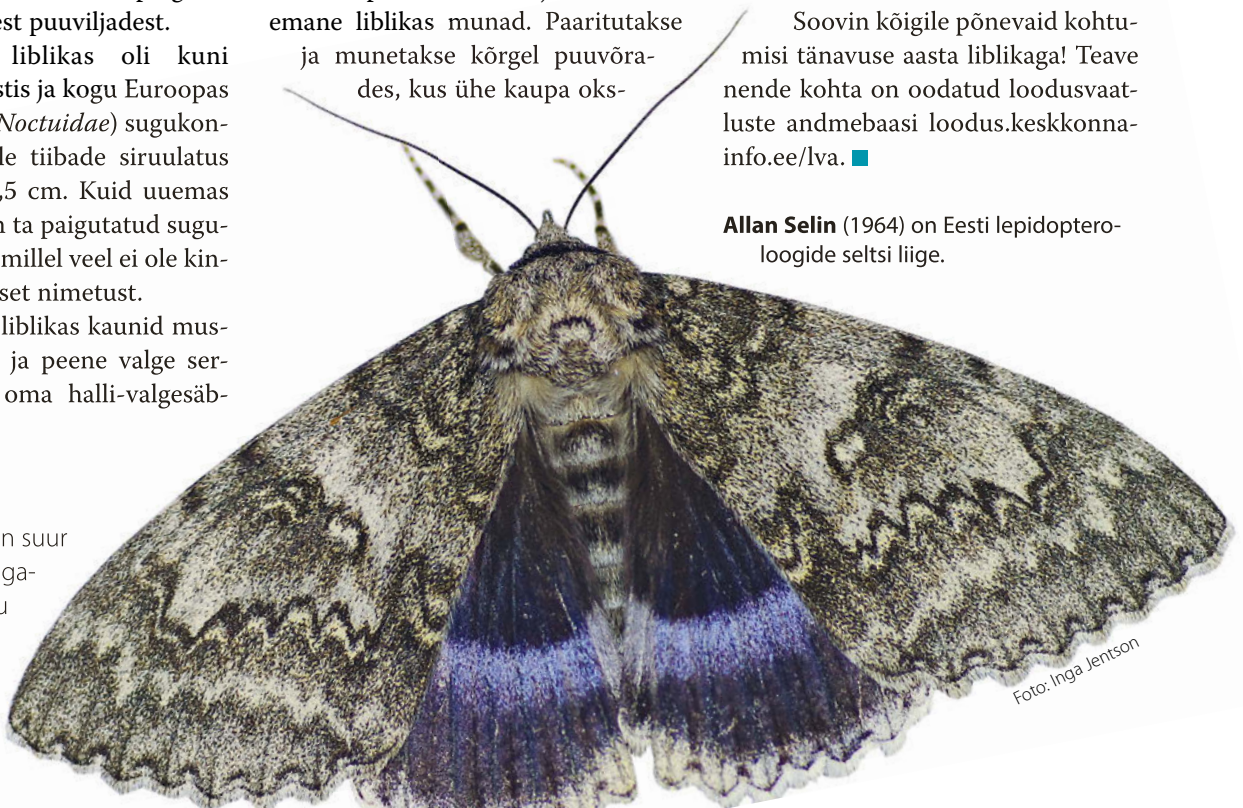 est puuviljadest.
liblikas oli kuni
stis ja kogu Euroopas
Noctuidae) sugukon-
le tiibade siruulatus
,5 cm. Kuid uuemas
n ta paigutatud sugu-
millel veel ei ole kin-
set nimetust.
liblikas kaunid mus-
ja peene valge ser-
oma halli-valgesäb-
n suur
ga-
u
emane liblikas munad. Paaritutakse
ja munetakse kõrgel puuvõra-
des, kus ühe kaupa oks-
Soovin kõigile põnevaid kohtu-
misi tänavuse aasta liblikaga! Teave
nende kohta on oodatud loodusvaat-
luste andmebaasi loodus.keskkonna-
info.ee/lva.
Allan Selin (1964) on Eesti lepidoptero-
loogide seltsi liige.
Foto: Inga Jentson